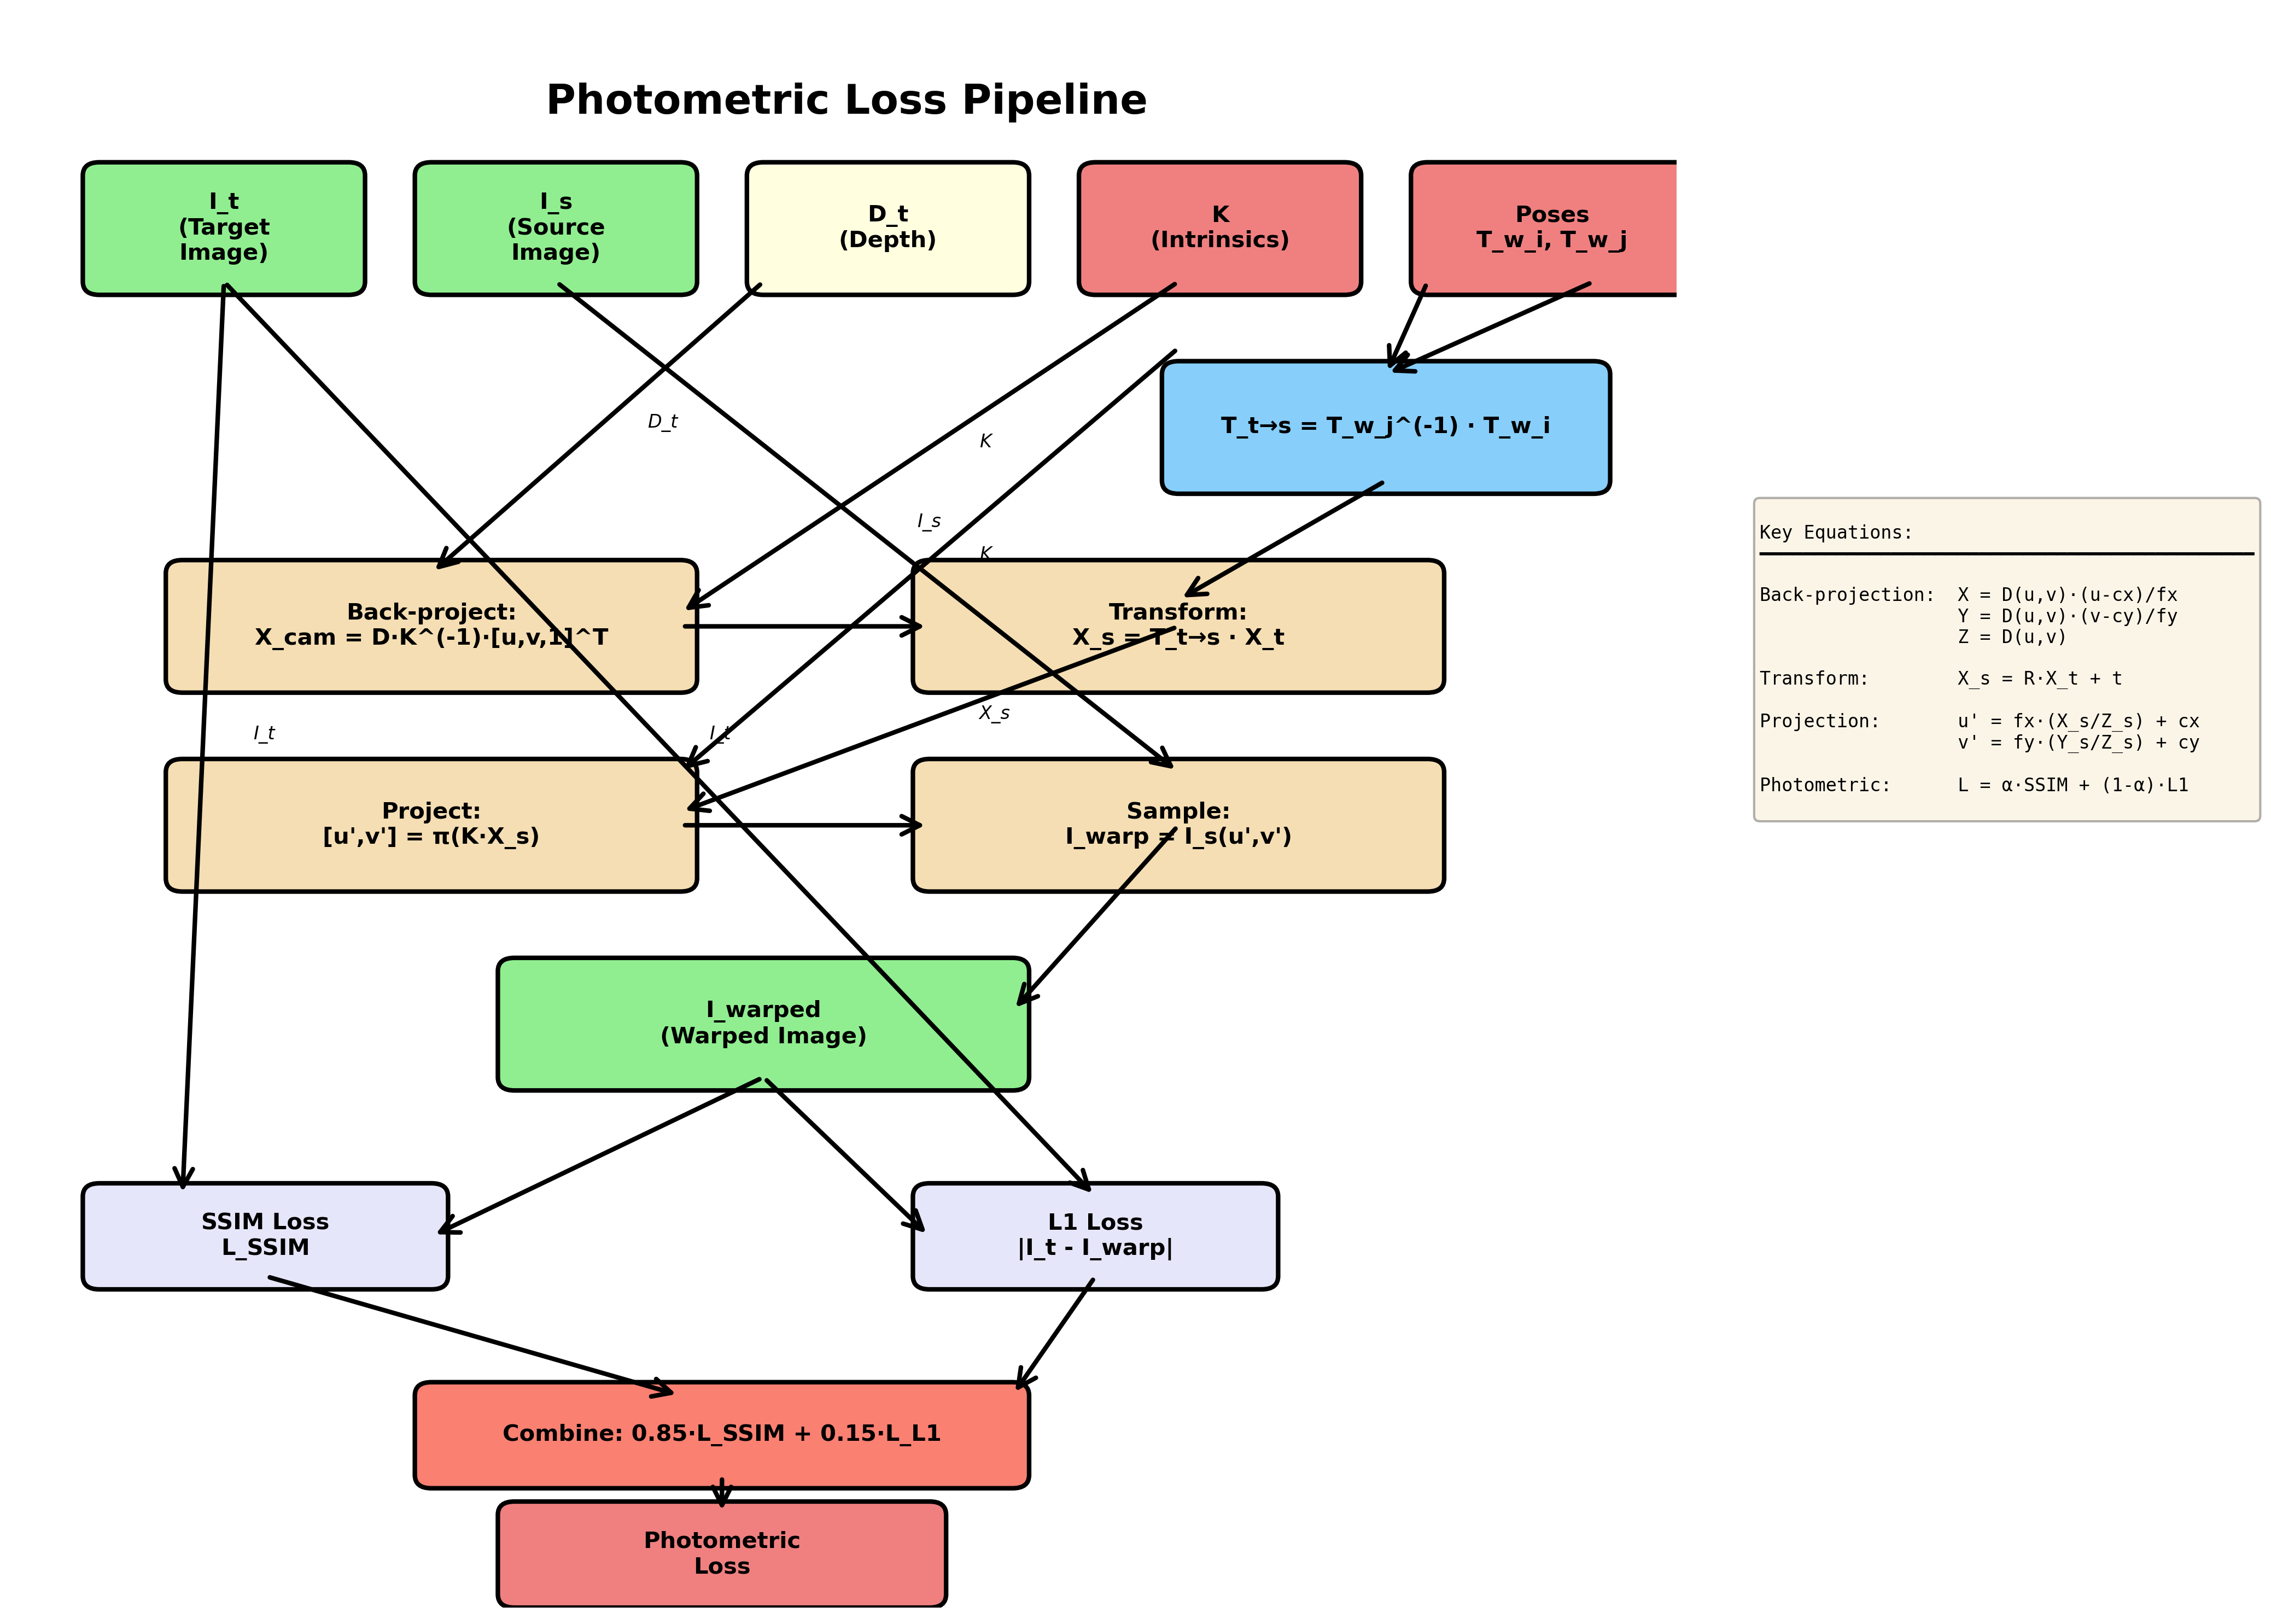 Photometric Loss Pipeline
I_t
(Target
Image)
I_s
(Source
Image)
D_t
(Depth)
K
(Intrinsics)
Poses
T_w_i, T_w_j
T_t→s = T_w_j^(-1) · T_w_i
D_t
K
I_s
K
Back-project:
X_cam = D·K^(-1)·[u,v,1]^T
Transform:
X_s = T_t→s · X_t
X_s
I_t
I_t
Project:
[u',v'] = π(K·X_s)
Sample:
I_warp = I_s(u',v')
I_warped
(Warped Image)
SSIM Loss
L_SSIM
L1 Loss
|I_t - I_warp|
Combine: 0.85·L_SSIM + 0.15·L_L1
Photometric
Loss
Key Equations:
Back-projection:  X = D(u,v)·(u-cx)/fx
Y = D(u,v)·(v-cy)/fy
Z = D(u,v)
Transform:  X_s = R·X_t + t
Projection:  u' = fx·(X_s/Z_s) + cx
v' = fy·(Y_s/Z_s) + cy
Photometric:  L = α·SSIM + (1-α)·L1